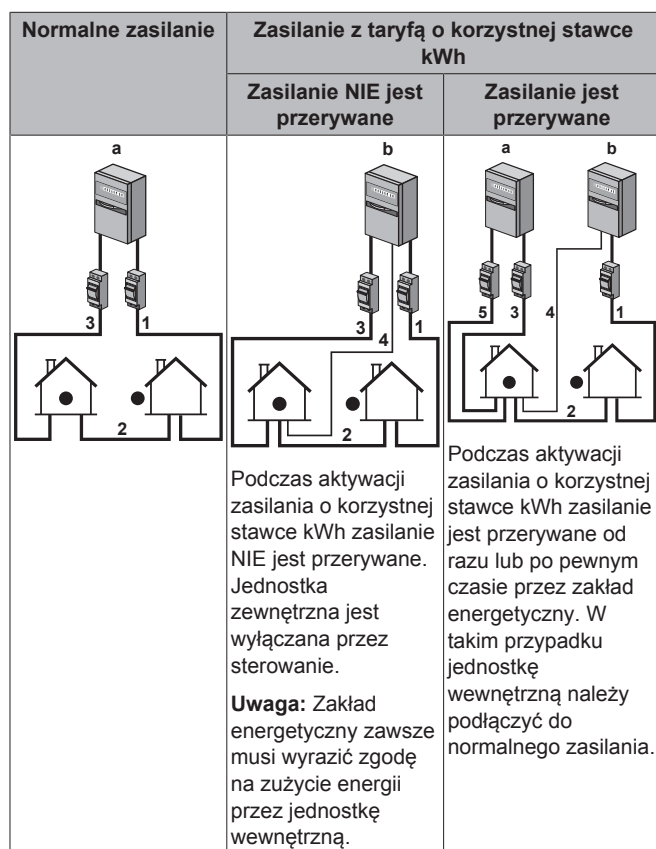 Normalne zasilanie
Zasilanie z taryfą o korzystnej stawce
kWh
Zasilanie NIE jest
przerywane
Zasilanie jest
przerywane
a
3
1
2
b
3
4
1
2
Podczas aktywacji
zasilania o korzystnej
stawce kWh zasilanie
NIE jest przerywane.
Jednostka
zewnętrzna jest
wyłączana przez
sterowanie.
Uwaga: Zakład
energetyczny zawsze
musi wyrazić zgodę
na zużycie energii
przez jednostkę
wewnętrzną.
a b
5 3 4 1
2
Podczas aktywacji
zasilania o korzystnej
stawce kWh zasilanie
jest przerywane od
razu lub po pewnym
czasie przez zakład
energetyczny. W
takim przypadku
jednostkę
wewnętrzną należy
podłączyć do
normalnego zasilania.